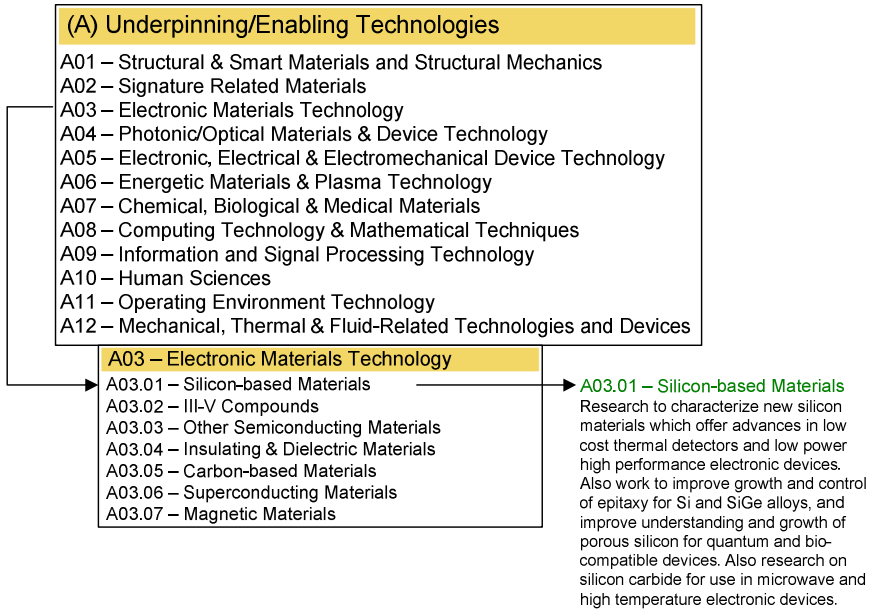 (A) Underpinning/Enabling Technologies
A01 – Structural & Smart Materials and Structural Mechanics
A02 – Signature Related Materials
A03 – Electronic Materials Technology
A04 – Photonic/Optical Materials & Device Technology
A05 – Electronic, Electrical & Electromechanical Device Technology
A06 – Energetic Materials & Plasma Technology
A07 – Chemical, Biological & Medical Materials
A08 – Computing Technology & Mathematical Techniques
A09 – Information and Signal Processing Technology
A10 – Human Sciences
A11 – Operating Environment Technology
A12 – Mechanical, Thermal & Fluid-Related Technologies and Devices
A03 – Electronic Materials Technology
A03.01 – Silicon-based Materials
A03.02 – III-V Compounds
A03.03 – Other Semiconducting Materials
A03.04 – Insulating & Dielectric Materials
A03.05 – Carbon-based Materials
A03.06 – Superconducting Materials
A03.07 – Magnetic Materials
A03.01 – Silicon-based Materials
Research to characterize new silicon
materials which offer advances in low
cost thermal detectors and low power
high performance electronic devices.
Also work to improve growth and control
of epitaxy for Si and SiGe alloys, and
improve understanding and growth of
porous silicon for quantum and bio-
compatible devices. Also research on
silicon carbide for use in microwave and
high temperature electronic devices.